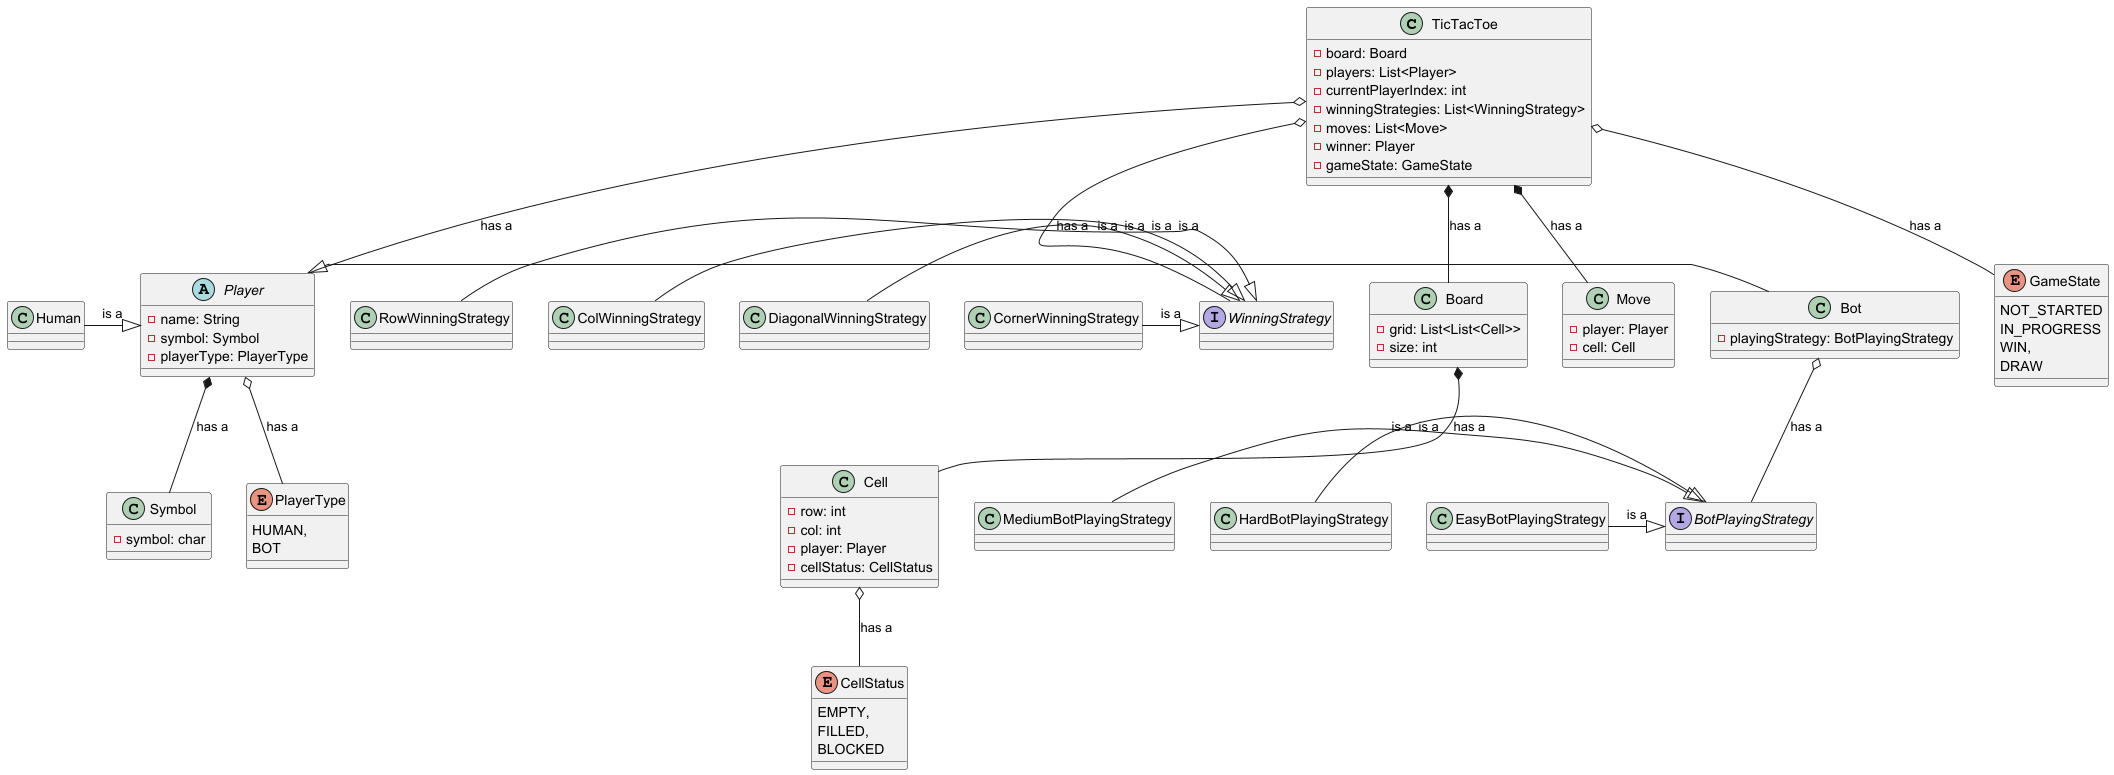 C TicTacToe
board: Board
players: List<Player>
currentPlayerIndex: int
winningStrategies: List<WinningStrategy>
moves: List<Move>
winner: Player
gameState: GameState
has a
has a
is a
is a
is a
is a
has a
has a
has a
C Human
is a
A Player
name: String
symbol: Symbol
playerType: PlayerType
C RowWinningStrategy
C ColWinningStrategy
C DiagonalWinningStrategy
C CornerWinningStrategy
is a
I WinningStrategy
C Board
grid: List<List<Cell>>
size: int
C Move
player: Player
cell: Cell
C Bot
playingStrategy: BotPlayingStrategy
E GameState
NOT_STARTED
IN_PROGRESS
WIN,
DRAW
has a
has a
is a
is a
has a
has a
C Symbol
symbol: char
E PlayerType
HUMAN,
BOT
C Cell
row: int
col: int
player: Player
cellStatus: CellStatus
C MediumBotPlayingStrategy
C HardBotPlayingStrategy
C EasyBotPlayingStrategy
is a
I BotPlayingStrategy
has a
E CellStatus
EMPTY,
FILLED,
BLOCKED